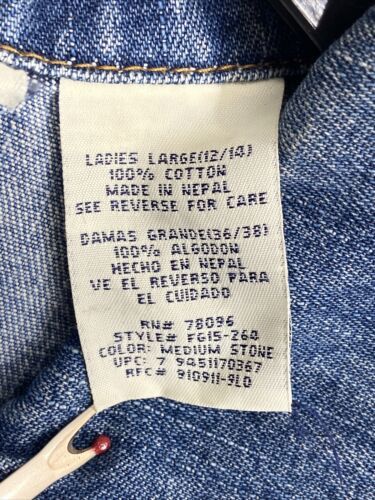 LADIES LARGE(12/14)
100% COTTON
MADE IN NEPAL
SEE REVERSE FOR CARE
DAMAS GRANDE(36/38)
100% ALGODON
HECHO EN NEPAL
VE EL REVERSO PARA
EL CUIDADO
RN# 78096
STYLE# FG15-264
COLOR: MEDIUM STONE
UPC: 7 9451170367
RFC# 910911-9L0